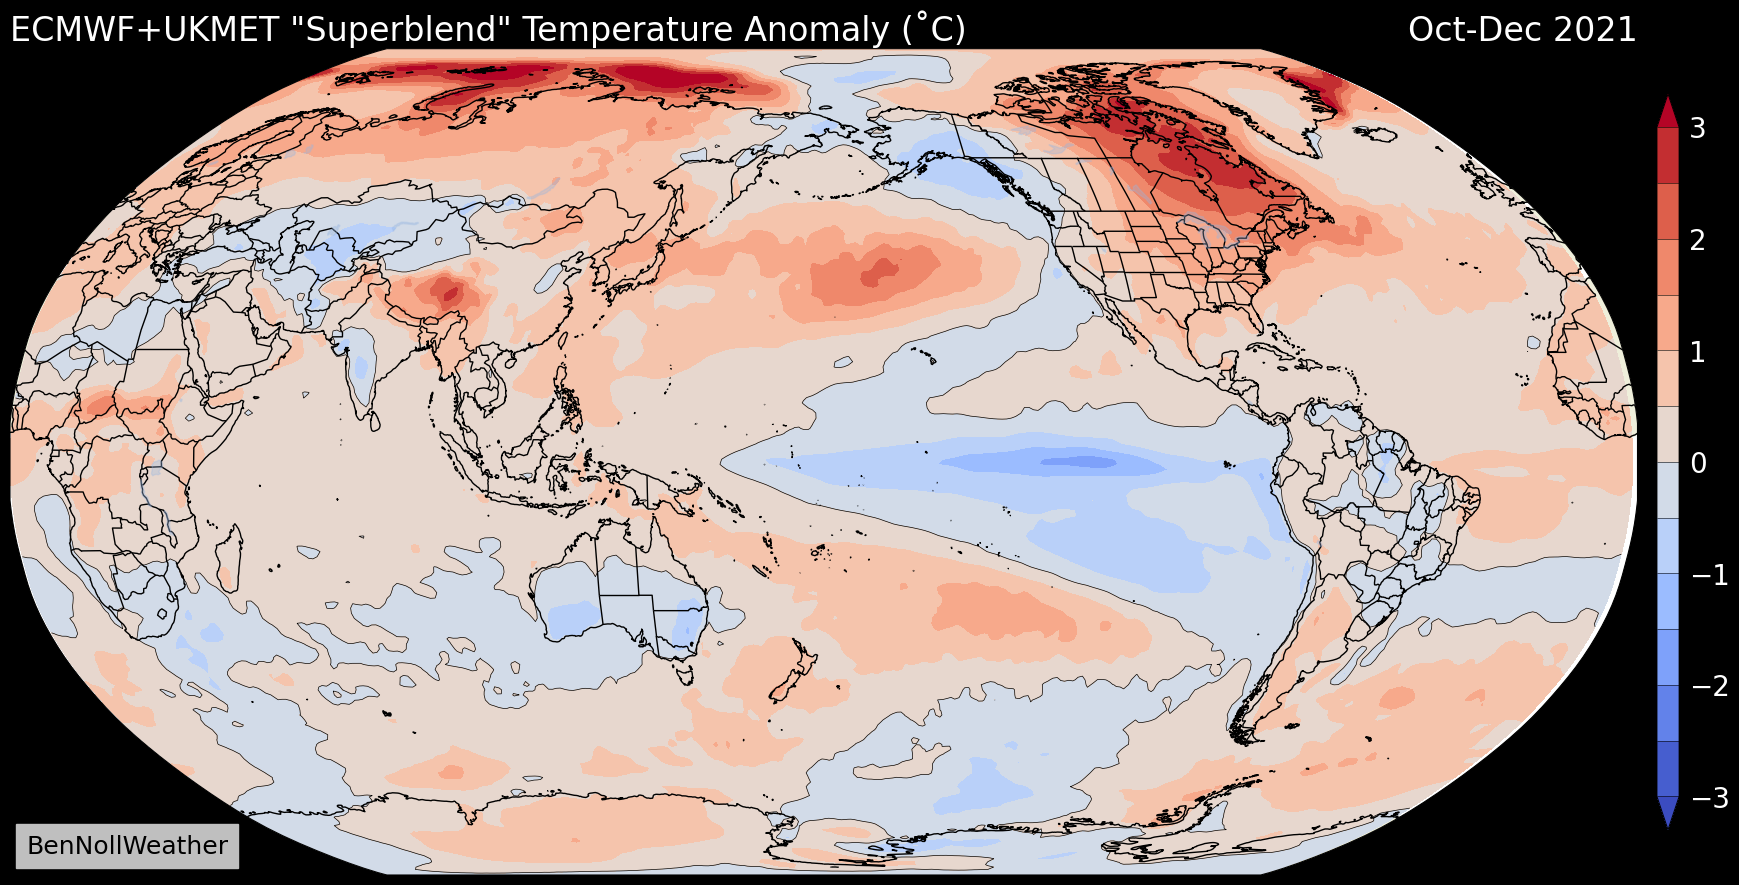 ECMWF+UKMET "Superblend" Temperature Anomaly (˚C)
Oct-Dec 2021
3
2
1
0
−1
−2
−3
BenNollWeather